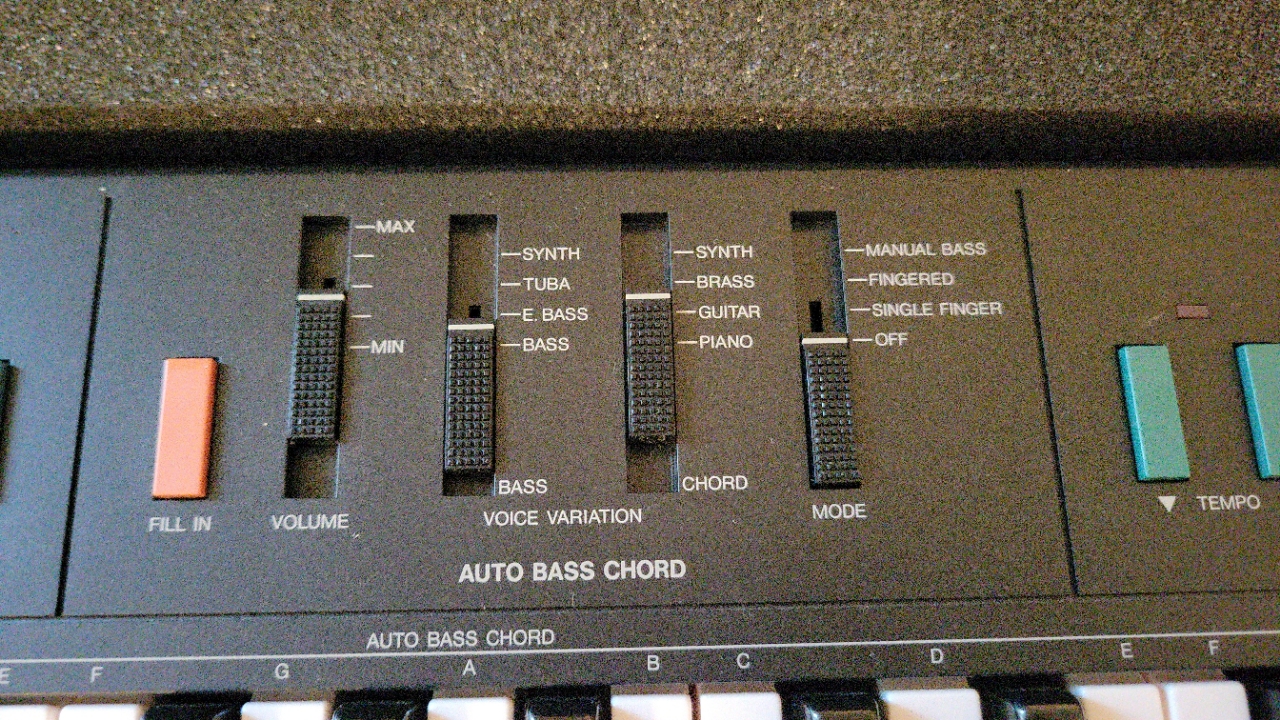 MAX
MIN
SYNTH
TUBA
E. BASS
BASS
SYNTH
BRASS
GUITAR
PIANO
MANUAL BASS
FINGERED
SINGLE FINGER
OFF
BASS
CHORD
FILL IN
VOLUME
VOICE VARIATION
MODE
▼ TEMPO
AUTO BASS CHORD
AUTO BASS CHORD
E F G A B C D E F